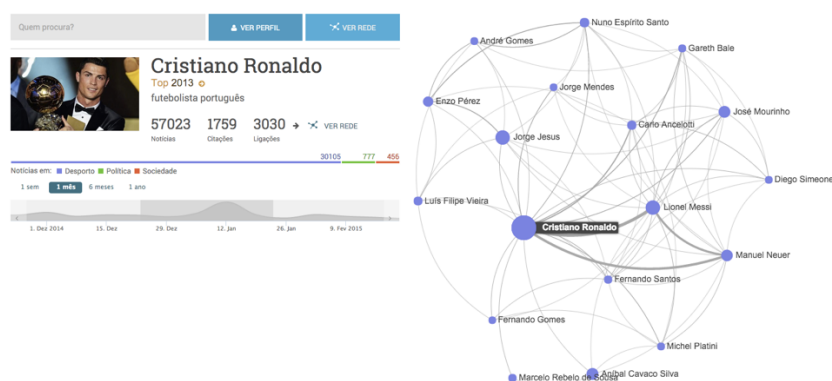 Quem procura?
VER PERFIL
VER REDE
Cristiano Ronaldo
Top 2013
futebolista português
57023 1759 3030 VER REDE
Notícias Citações Ligações
30105 777 456
Notícias em: Desporto Política Sociedade
1 sem 1 mês 6 meses 1 ano
1. Dez 2014 15. Dez 29. Dez 12. Jan 26. Jan 9. Fev 2015
Nuno Espírito Santo
André Gomes
Gareth Bale
Jorge Mendes
Enzo Pérez
José Mourinho
Carlo Ancelotti
Jorge Jesus
Diego Simeone
Luís Filipe Vieira
Lionel Messi
Cristiano Ronaldo
Manuel Neuer
Fernando Santos
Fernando Gomes
Michel Platini
Aníbal Cavaco Silva
Marcelo Rebelo de Sousa